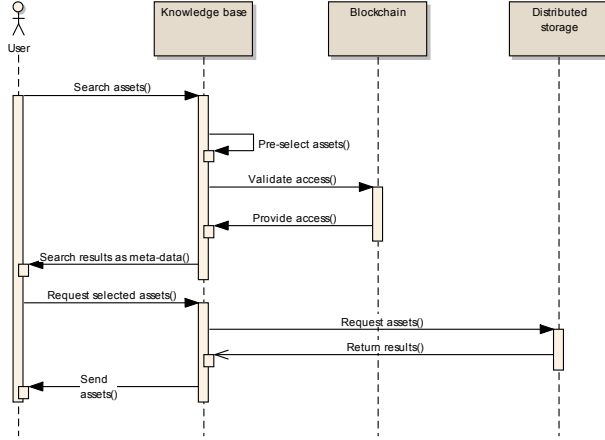 Knowledge base
Blockchain
Distributed
storage
User
Search assets()
Pre-select assets()
Validate access()
Provide access()
Search results as meta-data()
Request selected assets()
Request assets()
Return results()
Send
assets()